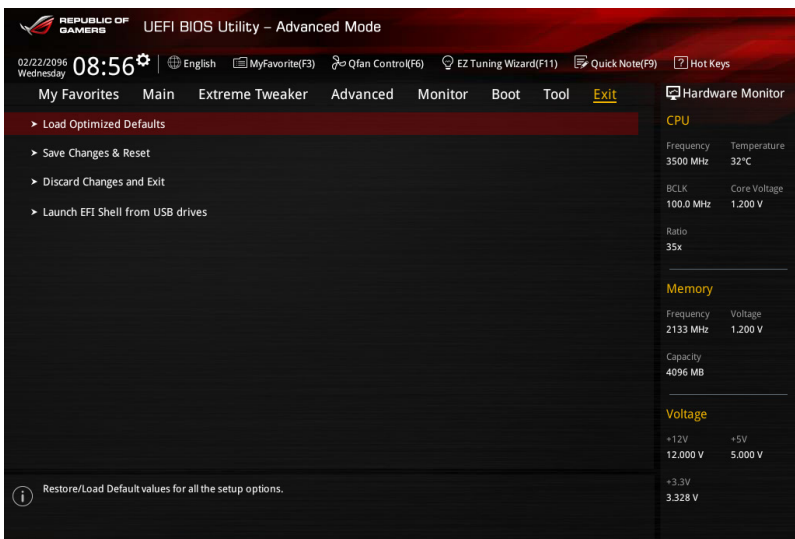 REPUBLIC OF
GAMERS
UEFI BIOS Utility – Advanced Mode
02/22/2096
Wednesday
08:56
English
MyFavorite(F3)
Qfan Control(F6)
EZ Tuning Wizard(F11)
Quick Note(F9)
? Hot Keys
My Favorites Main Extreme Tweaker Advanced Monitor Boot Tool Exit
Load Optimized Defaults
Save Changes & Reset
Discard Changes and Exit
Launch EFI Shell from USB drives
Restore/Load Default values for all the setup options.
Hardware Monitor
CPU
Frequency Temperature
3500 MHz 32°C
BCLK Core Voltage
100.0 MHz 1.200 V
Ratio
35x
Memory
Frequency Voltage
2133 MHz 1.200 V
Capacity
4096 MB
Voltage
+12V +5V
12.000 V 5.000 V
+3.3V
3.328 V